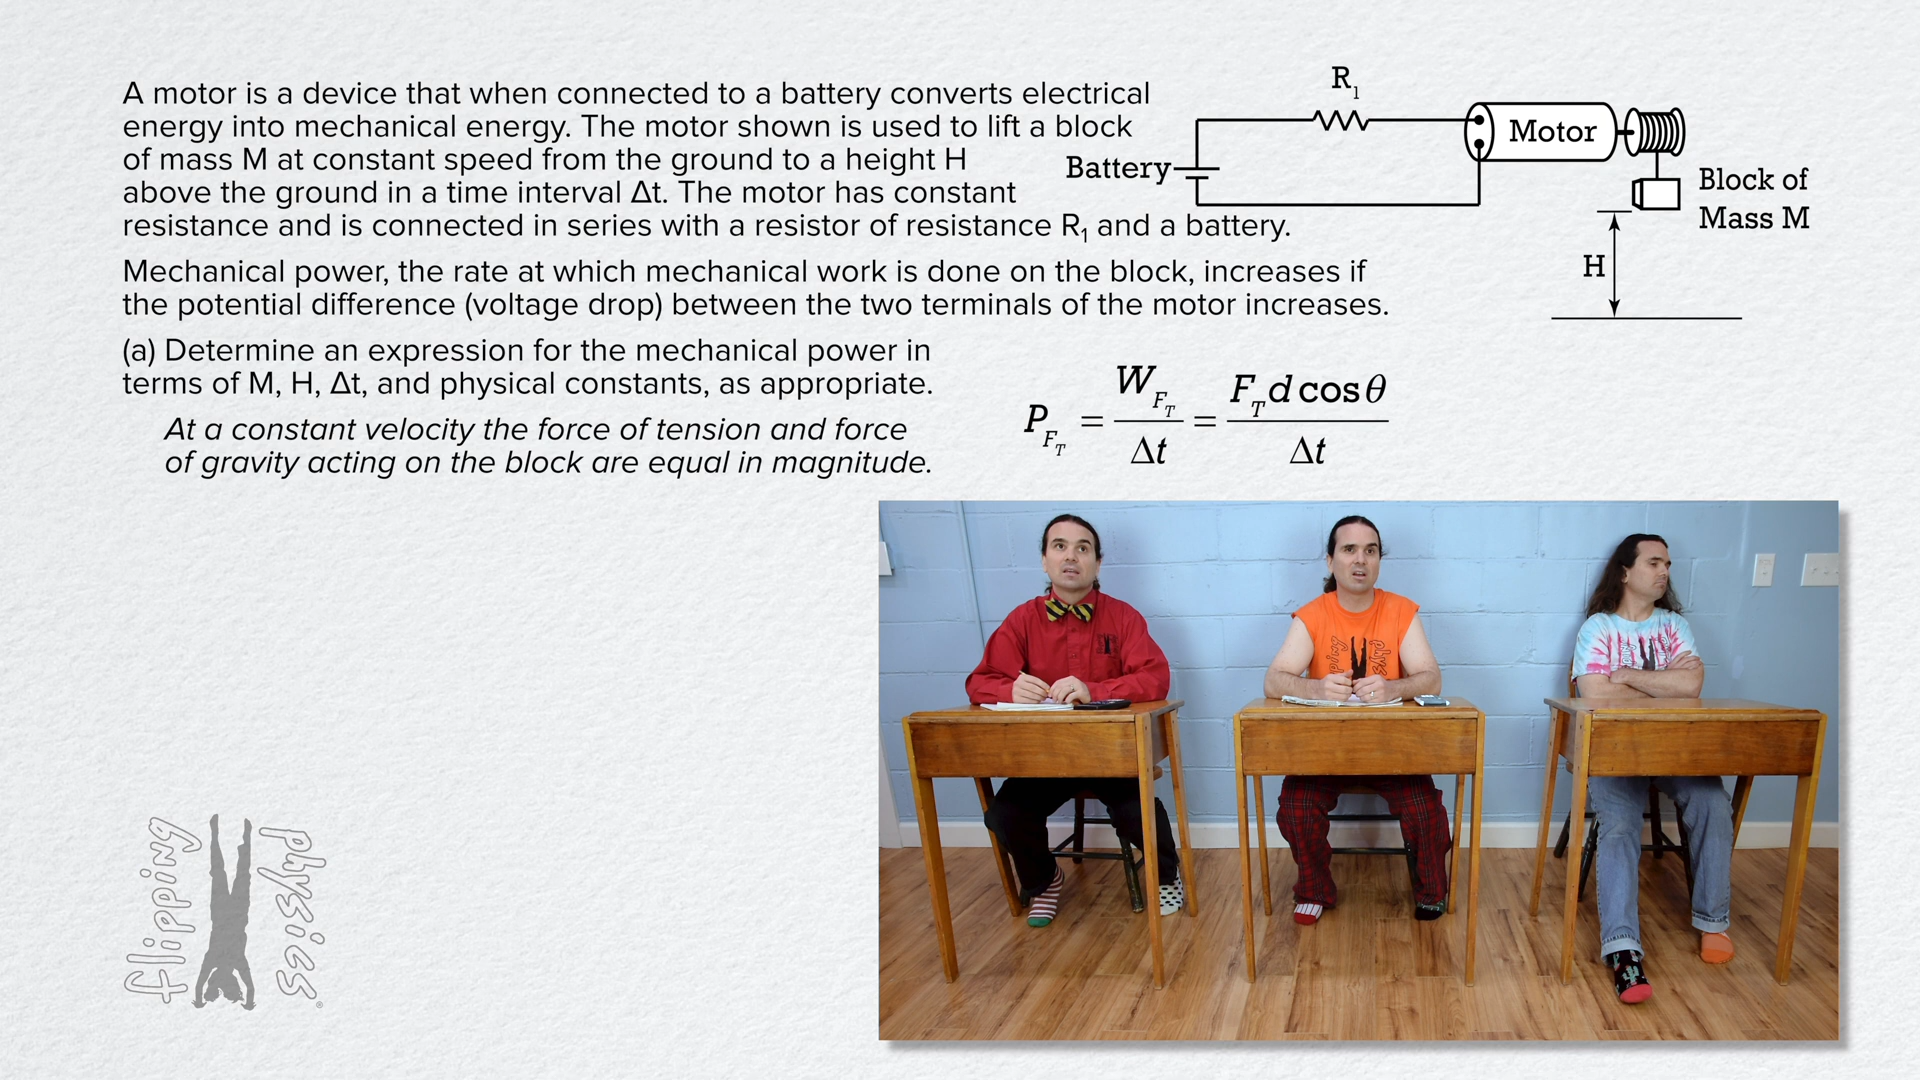 A motor is a device that when connected to a battery converts electrical
energy into mechanical energy. The motor shown is used to lift a block
of mass M at constant speed from the ground to a height H
above the ground in a time interval Δt. The motor has constant
resistance and is connected in series with a resistor of resistance R₁ and a battery.
R₁
Battery
Motor
Block of
Mass M
H
Mechanical power, the rate at which mechanical work is done on the block, increases if
the potential difference (voltage drop) between the two terminals of the motor increases.
(a) Determine an expression for the mechanical power in
terms of M, H, Δt, and physical constants, as appropriate.
At a constant velocity the force of tension and force
of gravity acting on the block are equal in magnitude.
P_{F_T} = W_{F_T} / Δt = F_T d cos θ / Δt
flipping
physics®
flipping
physics